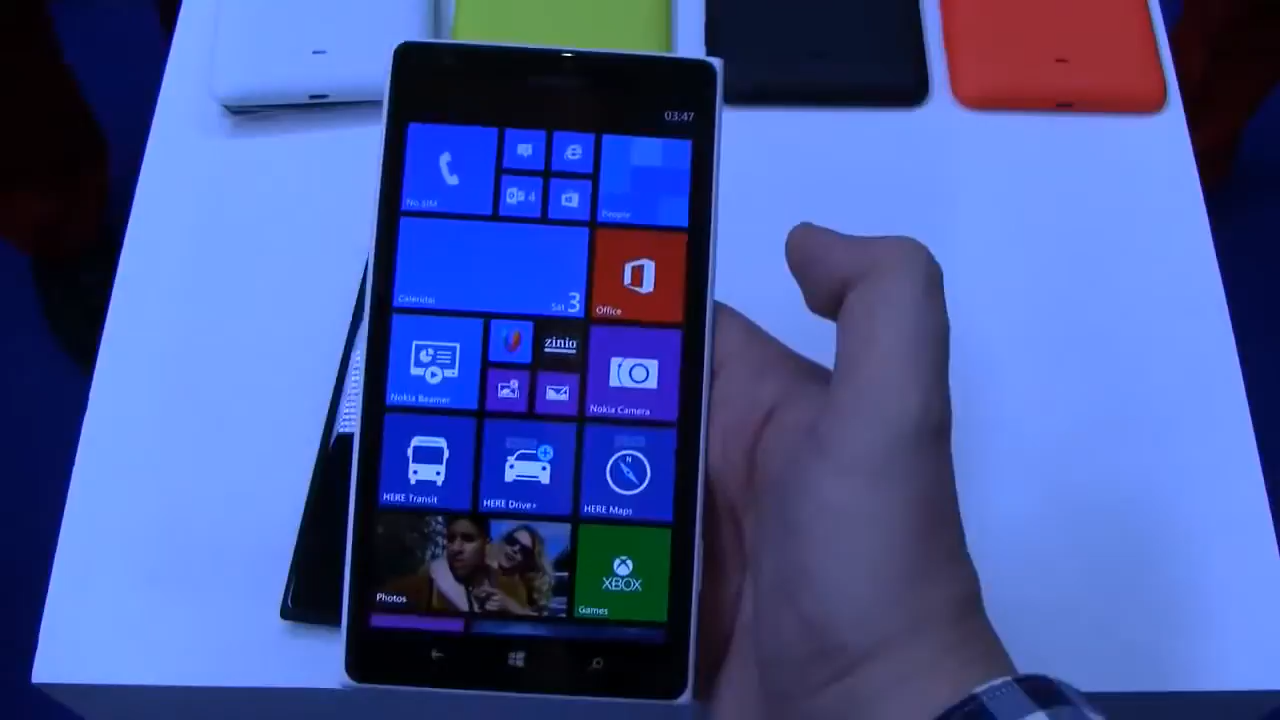 03:47
No SIM
4
People
Calendar
Sat 3
Office
Nokia Beamer
zinio
Nokia Camera
HERE Transit
HERE Drive+
N
HERE Maps
Photos
XBOX
Games